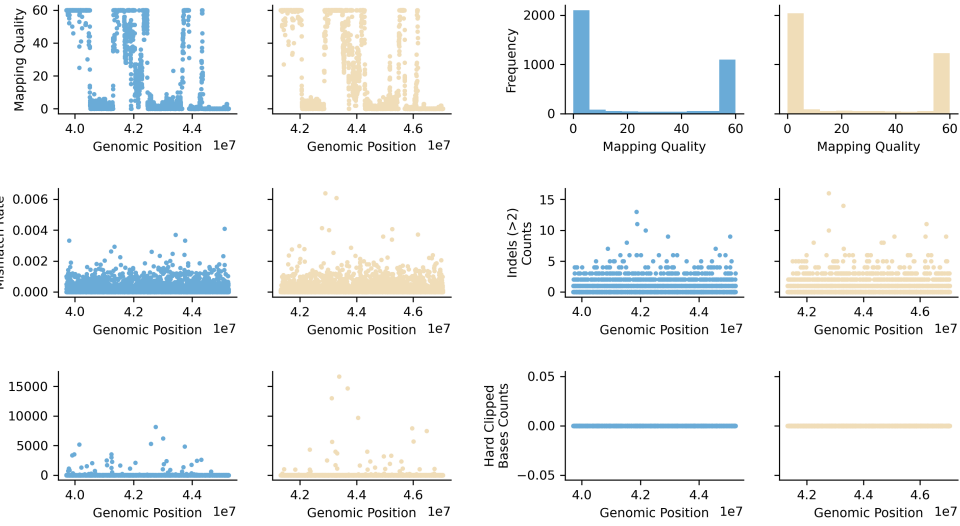 Mapping Quality
60
40
20
0
4.0 4.2 4.4
1e7
Genomic Position
4.2 4.4 4.6
1e7
Genomic Position
Frequency
2000
1000
0
0 20 40 60
Mapping Quality
0 20 40 60
Mapping Quality
0.006
0.004
0.002
0.000
4.0 4.2 4.4
1e7
Genomic Position
4.2 4.4 4.6
1e7
Genomic Position
Indels (>2)
Counts
15
10
5
0
4.0 4.2 4.4
1e7
Genomic Position
4.2 4.4 4.6
1e7
Genomic Position
15000
10000
5000
0
4.0 4.2 4.4
1e7
Genomic Position
4.2 4.4 4.6
1e7
Genomic Position
Hard Clipped
Bases Counts
0.05
0.00
−0.05
4.0 4.2 4.4
1e7
Genomic Position
4.2 4.4 4.6
1e7
Genomic Position